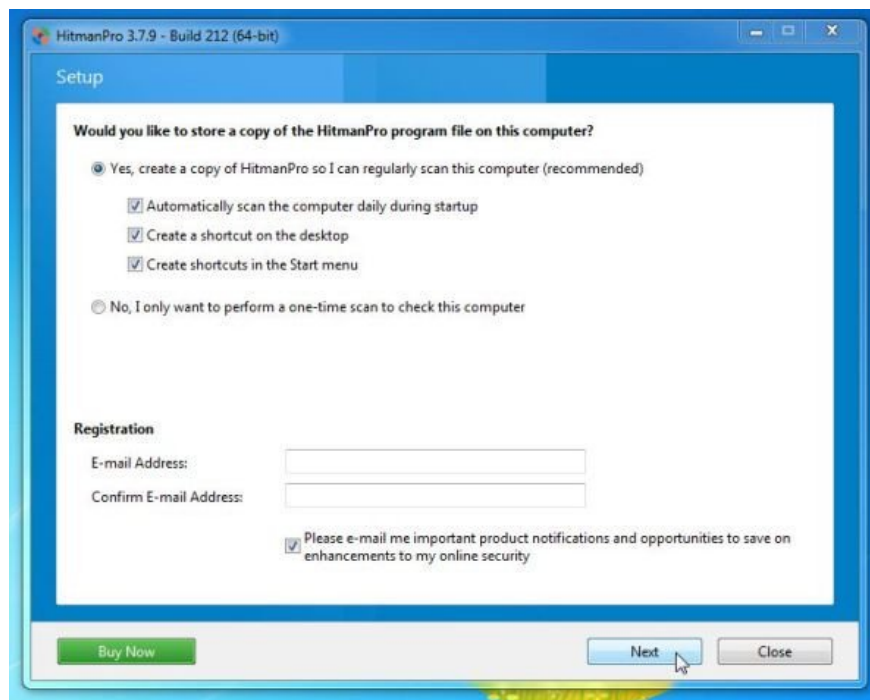 HitmanPro 3.7.9 - Build 212 (64-bit)
Setup
Would you like to store a copy of the HitmanPro program file on this computer?
Yes, create a copy of HitmanPro so I can regularly scan this computer (recommended)
Automatically scan the computer daily during startup
Create a shortcut on the desktop
Create shortcuts in the Start menu
No, I only want to perform a one-time scan to check this computer
Registration
E-mail Address:
Confirm E-mail Address:
Please e-mail me important product notifications and opportunities to save on
enhancements to my online security
Buy Now
Next
Close